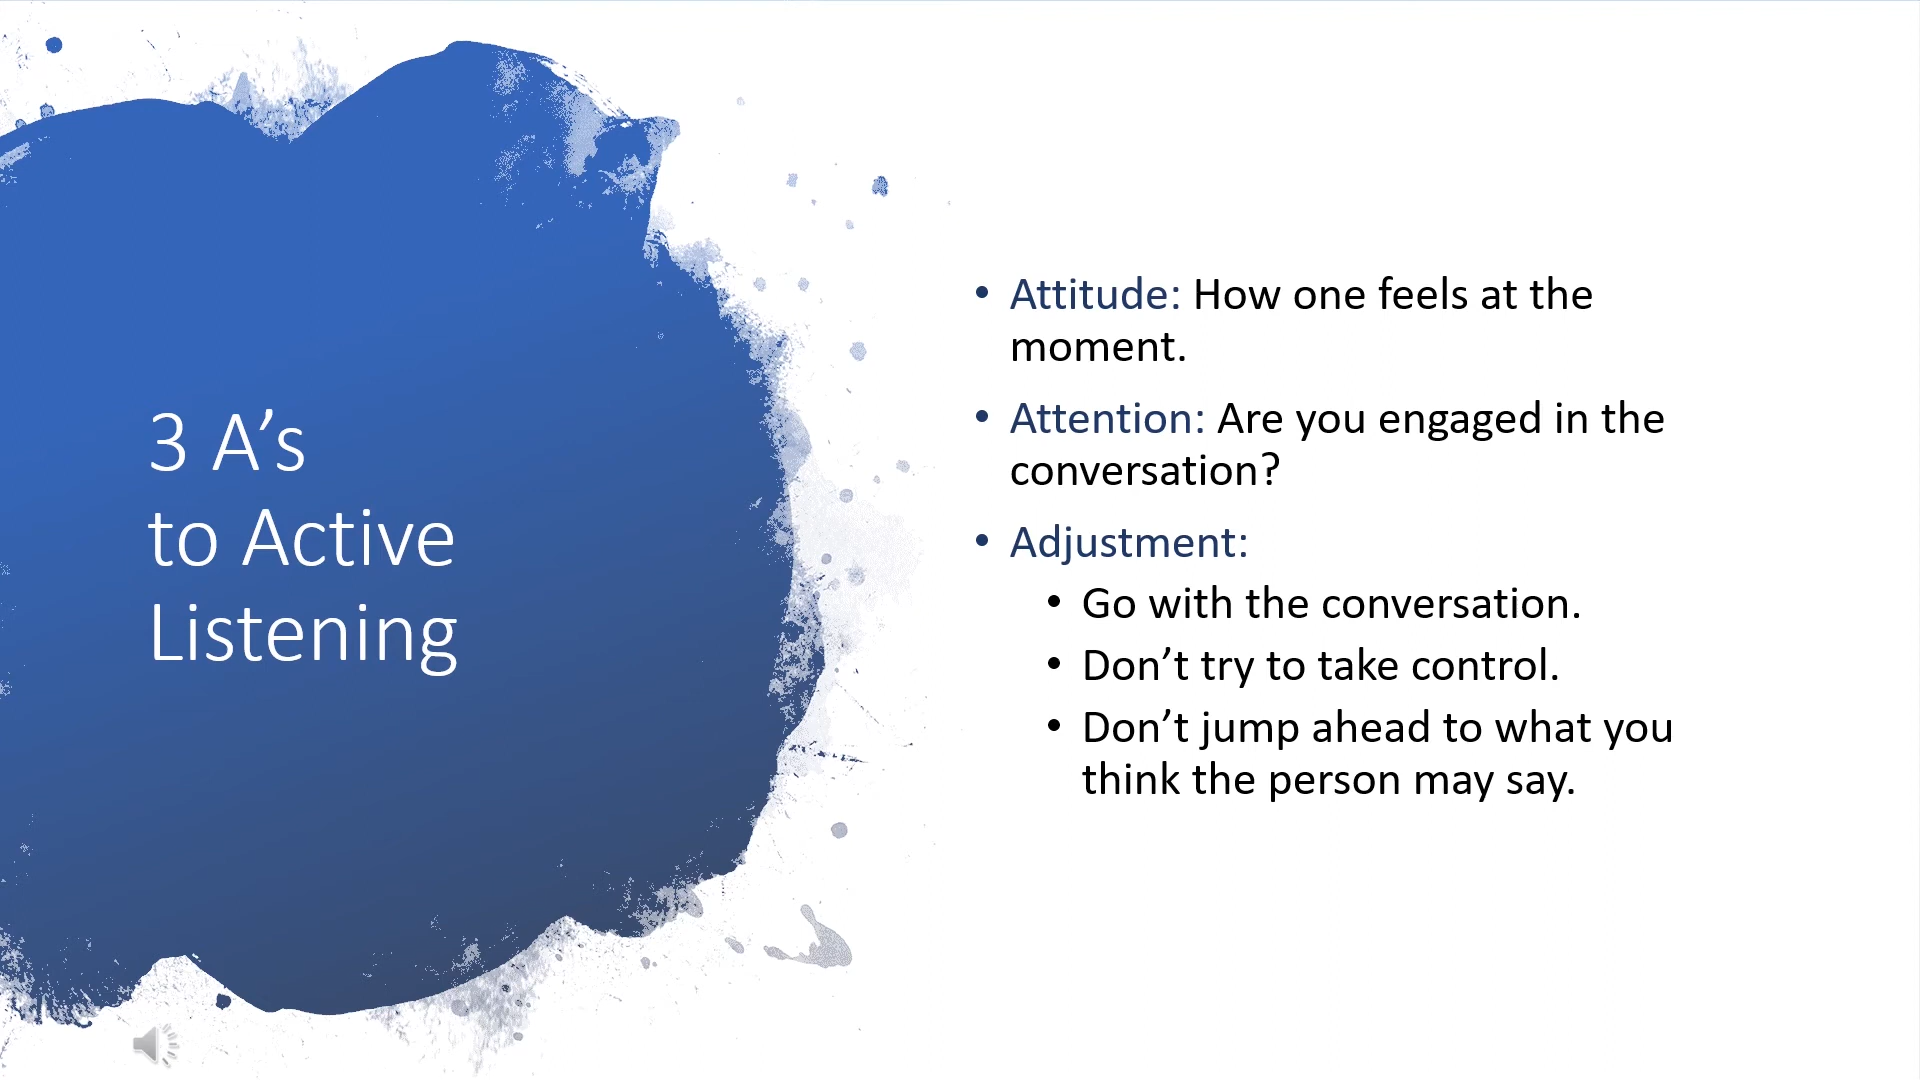 3 A’s
to Active
Listening
• Attitude: How one feels at the
moment.
• Attention: Are you engaged in the
conversation?
• Adjustment:
• Go with the conversation.
• Don’t try to take control.
• Don’t jump ahead to what you
think the person may say.